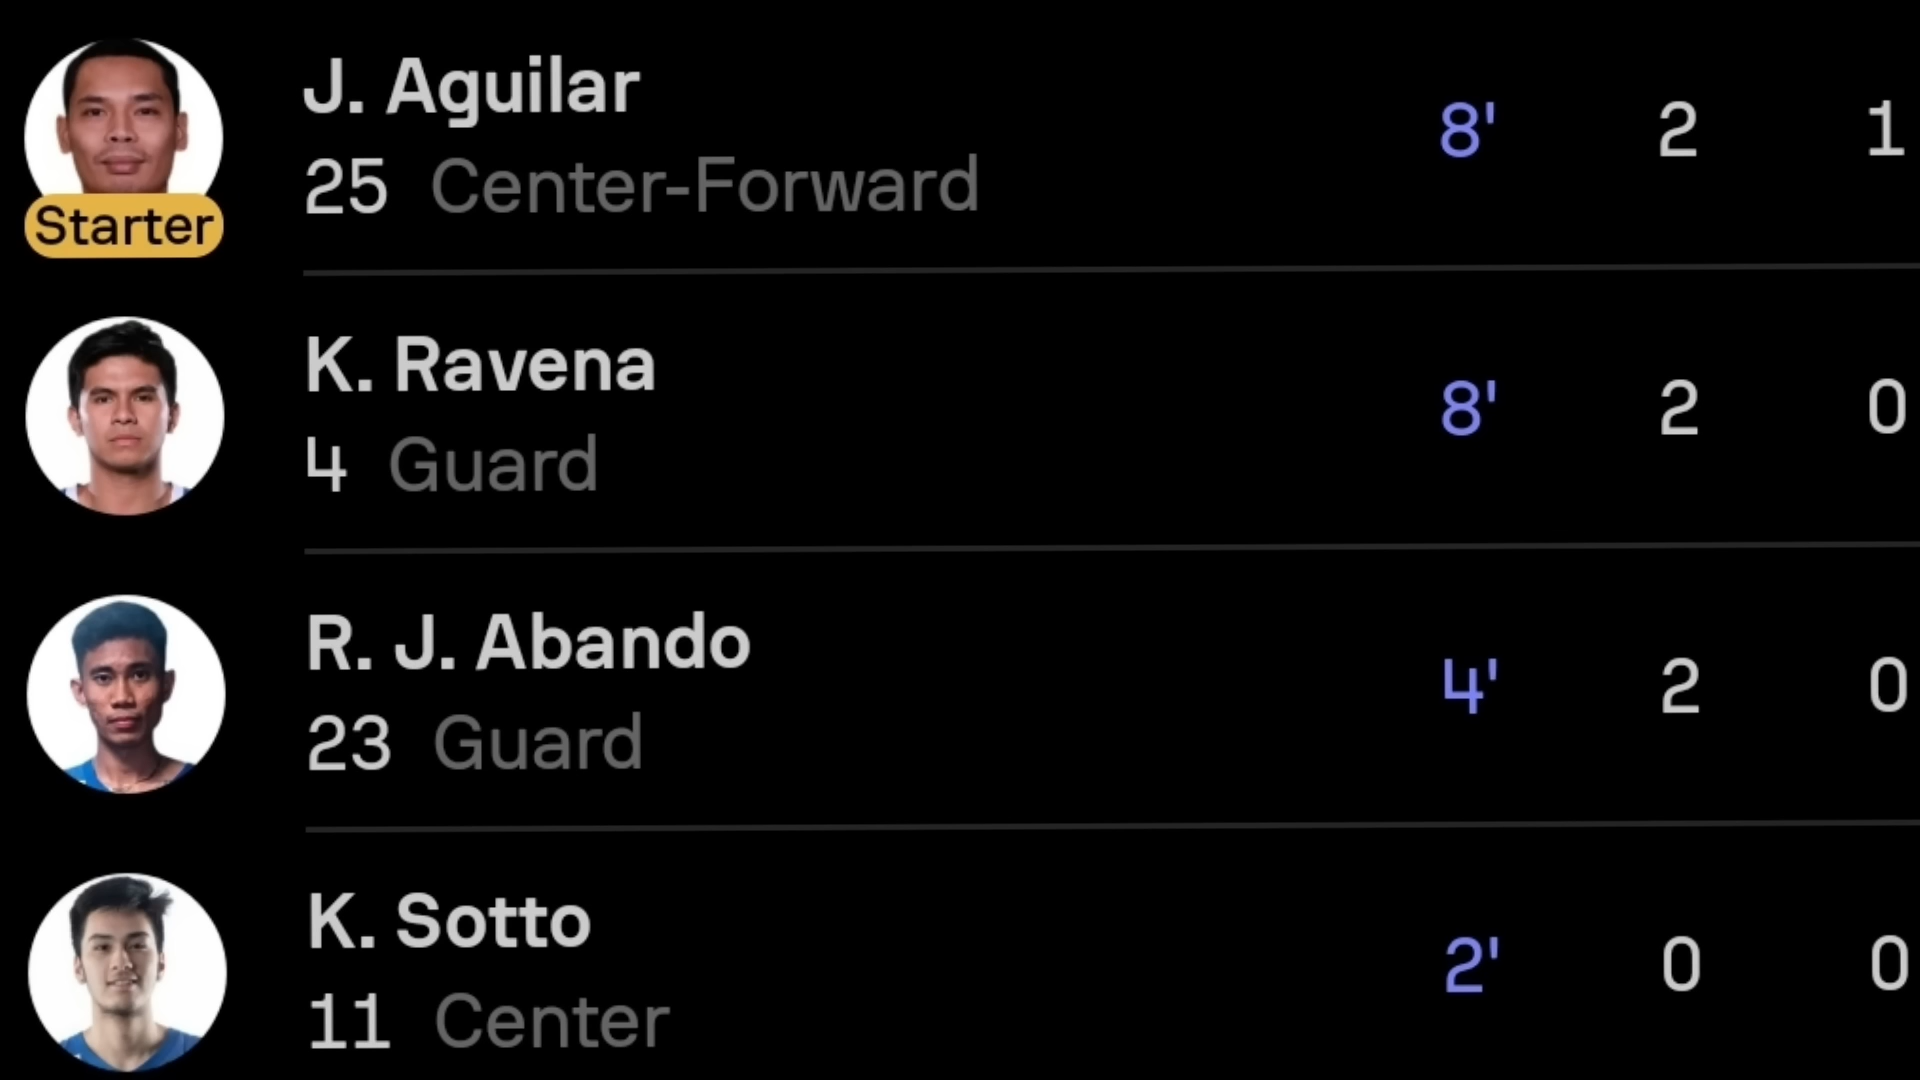 J. Aguilar
25 Center-Forward
8' 2 1
Starter
K. Ravena
4 Guard
8' 2 0
R. J. Abando
23 Guard
4' 2 0
K. Sotto
11 Center
2' 0 0